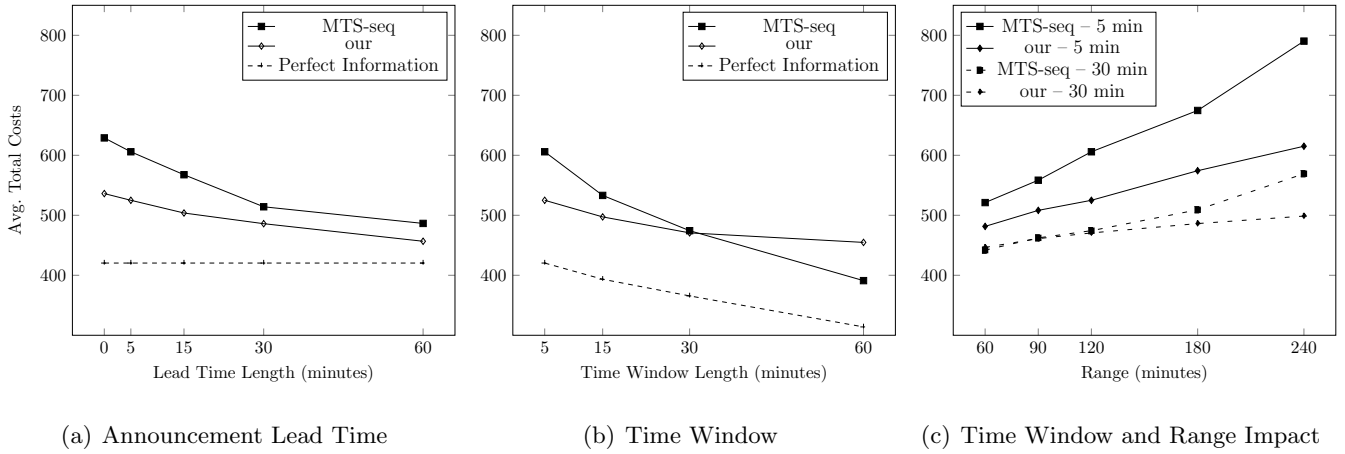 Avg. Total Costs
800
700
600
500
400
MTS-seq
our
Perfect Information
0 5 15 30 60
Lead Time Length (minutes)
(a) Announcement Lead Time
800
700
600
500
400
MTS-seq
our
Perfect Information
5 15 30 60
Time Window Length (minutes)
(b) Time Window
800
700
600
500
400
MTS-seq – 5 min
our – 5 min
MTS-seq – 30 min
our – 30 min
60 90 120 180 240
Range (minutes)
(c) Time Window and Range Impact